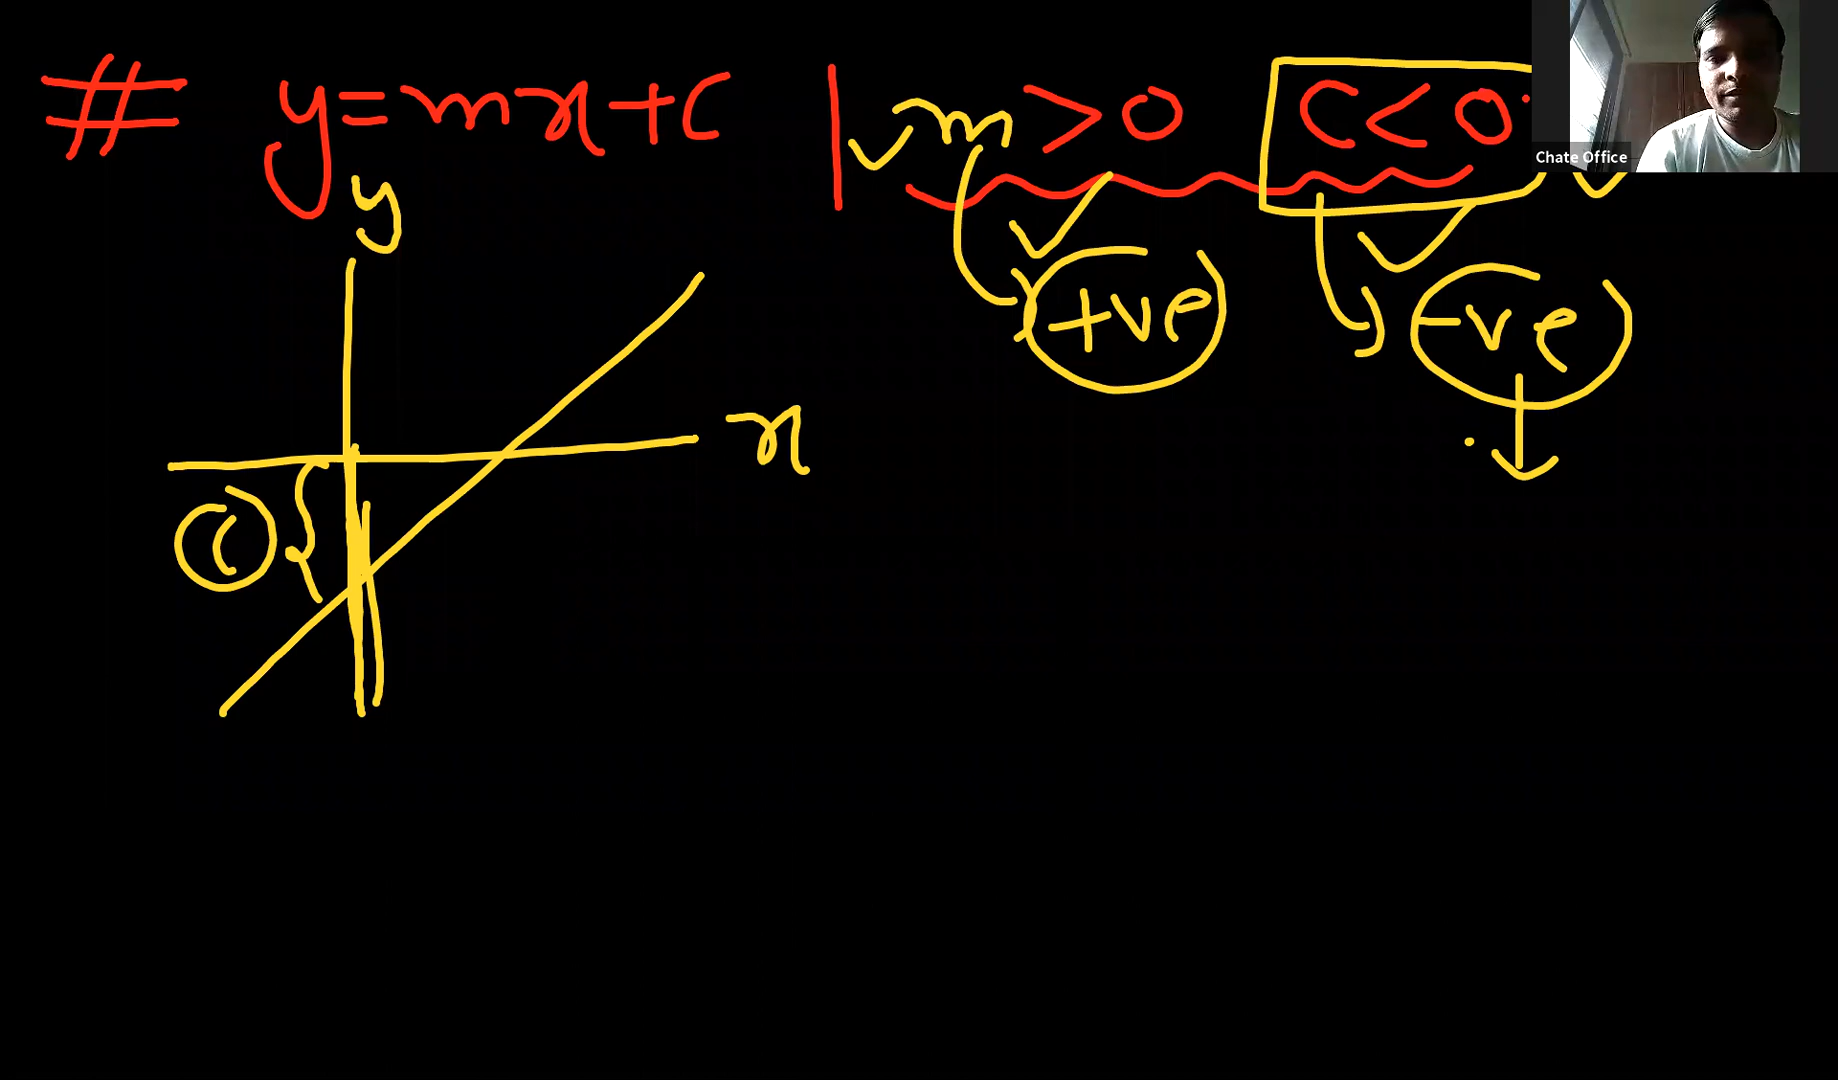 # y=mx+c | m>0 c<0
Chate Office
y
+ve -ve
x
c